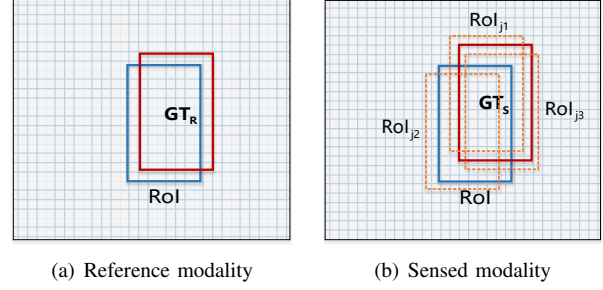 GT_R
RoI
RoI_j1
GT_S
RoI_j2
RoI_j3
RoI
(a) Reference modality
(b) Sensed modality